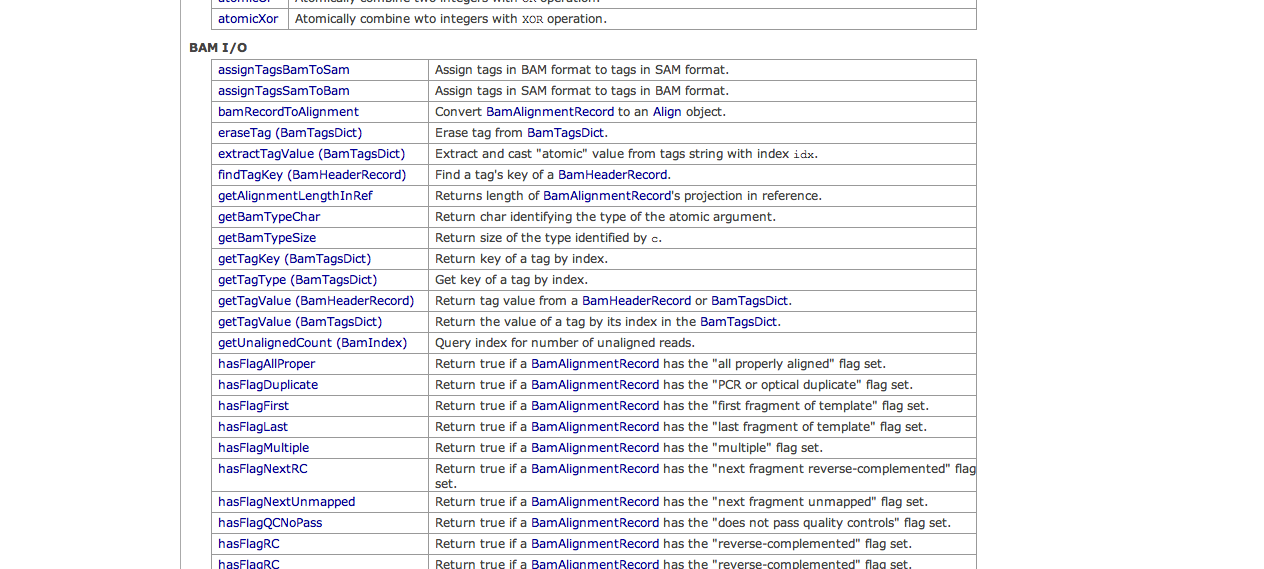 atomicXor Atomically combine wto integers with XOR operation.
BAM I/O
assignTagsBamToSam Assign tags in BAM format to tags in SAM format.
assignTagsSamToBam Assign tags in SAM format to tags in BAM format.
bamRecordToAlignment Convert BamAlignmentRecord to an Align object.
eraseTag (BamTagsDict) Erase tag from BamTagsDict.
extractTagValue (BamTagsDict) Extract and cast "atomic" value from tags string with index idx.
findTagKey (BamHeaderRecord) Find a tag's key of a BamHeaderRecord.
getAlignmentLengthInRef Returns length of BamAlignmentRecord's projection in reference.
getBamTypeChar Return char identifying the type of the atomic argument.
getBamTypeSize Return size of the type identified by c.
getTagKey (BamTagsDict) Return key of a tag by index.
getTagType (BamTagsDict) Get key of a tag by index.
getTagValue (BamHeaderRecord) Return tag value from a BamHeaderRecord or BamTagsDict.
getTagValue (BamTagsDict) Return the value of a tag by its index in the BamTagsDict.
getUnalignedCount (BamIndex) Query index for number of unaligned reads.
hasFlagAllProper Return true if a BamAlignmentRecord has the "all properly aligned" flag set.
hasFlagDuplicate Return true if a BamAlignmentRecord has the "PCR or optical duplicate" flag set.
hasFlagFirst Return true if a BamAlignmentRecord has the "first fragment of template" flag set.
hasFlagLast Return true if a BamAlignmentRecord has the "last fragment of template" flag set.
hasFlagMultiple Return true if a BamAlignmentRecord has the "multiple" flag set.
hasFlagNextRC Return true if a BamAlignmentRecord has the "next fragment reverse-complemented" flag
set.
hasFlagNextUnmapped Return true if a BamAlignmentRecord has the "next fragment unmapped" flag set.
hasFlagQCNoPass Return true if a BamAlignmentRecord has the "does not pass quality controls" flag set.
hasFlagRC Return true if a BamAlignmentRecord has the "reverse-complemented" flag set.
hasFlagRC Return true if a BamAlignmentRecord has the "reverse-complemented" flag set.